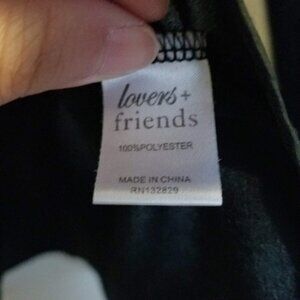 lovers+
friends
100%POLYESTER
MADE IN CHINA
RN132829